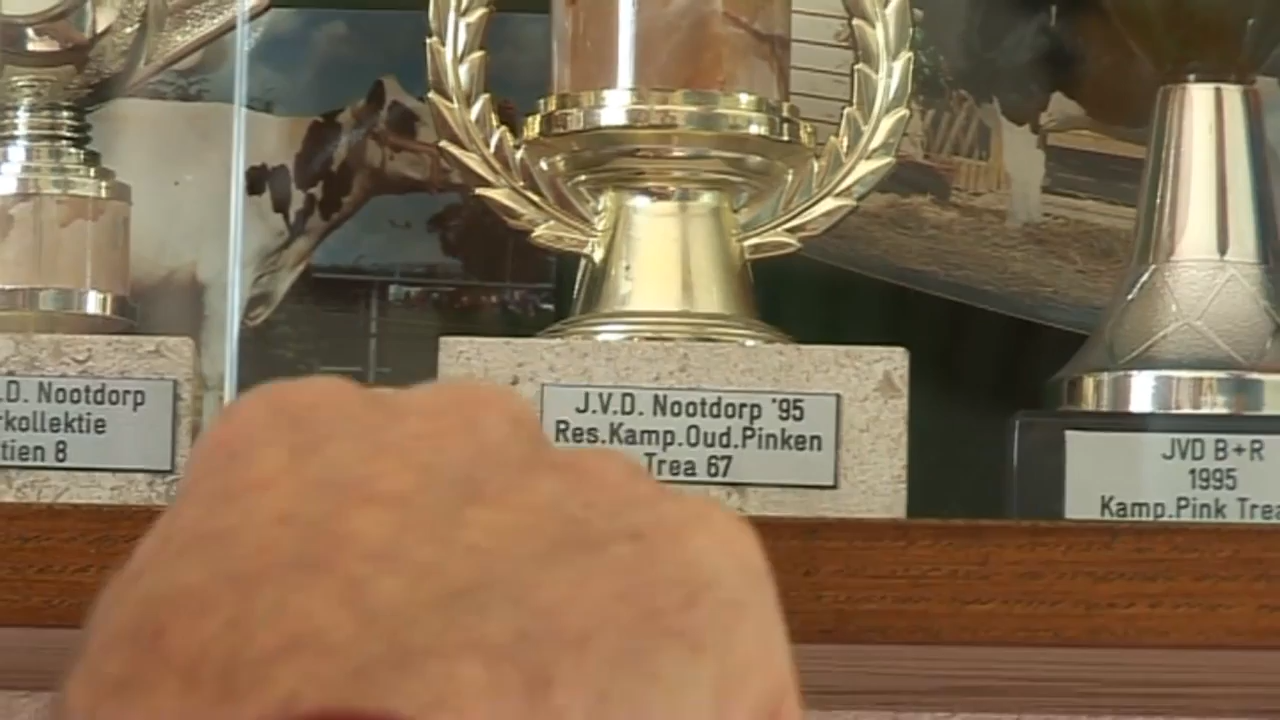 .D. Nootdorp
rkollektie
tien 8
J.V.D. Nootdorp '95
Res.Kamp.Oud.Pinken
Trea 67
JVD B+R
1995
Kamp.Pink Trea